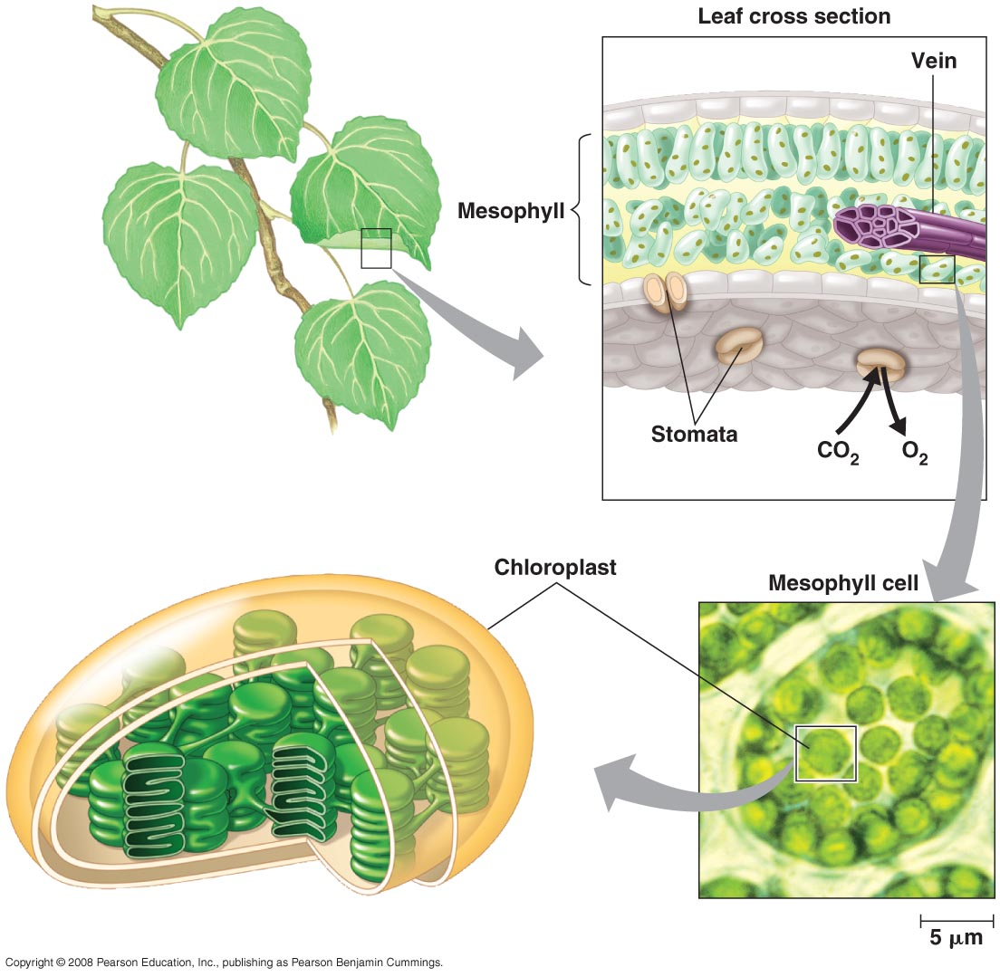 Leaf cross section
Vein
Mesophyll
Stomata
CO₂
O₂
Chloroplast
Mesophyll cell
5 μm
Copyright © 2008 Pearson Education, Inc., publishing as Pearson Benjamin Cummings.